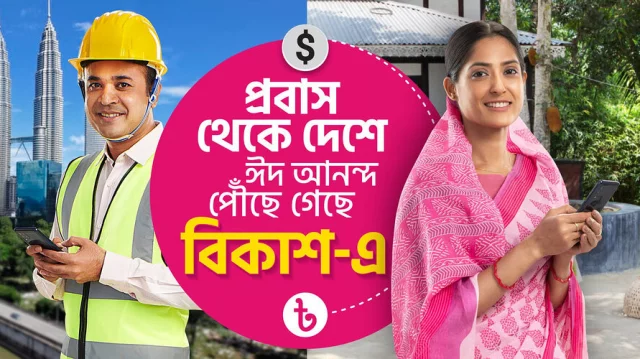 $
প্রবাস
থেকে দেশে
ঈদ আনন্দ
পৌঁছে গেছে
বিকাশ-এ
৳